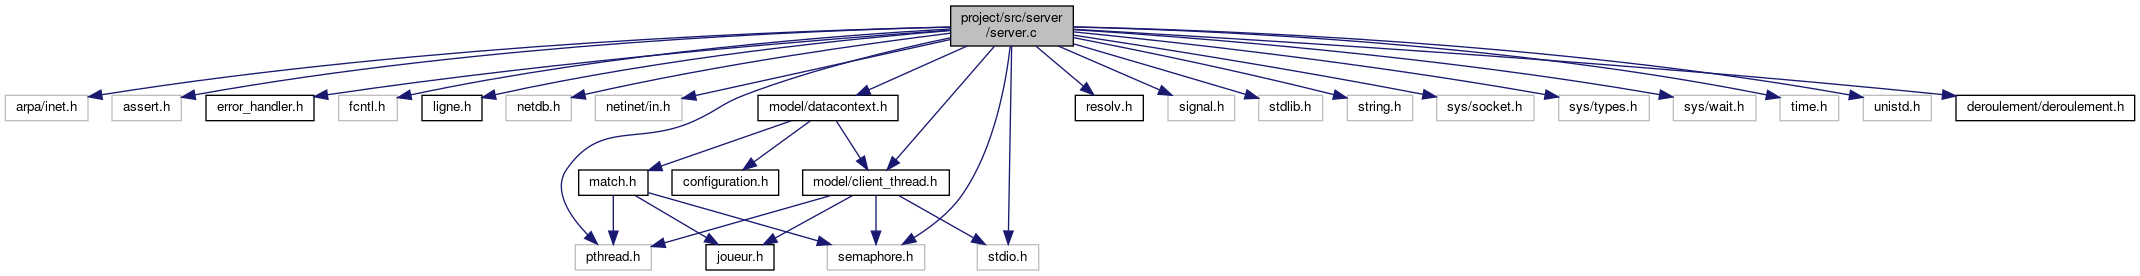 project/src/server
/server.c
arpa/inet.h
assert.h
error_handler.h
fcntl.h
ligne.h
netdb.h
netinet/in.h
model/datacontext.h
resolv.h
signal.h
stdlib.h
string.h
sys/socket.h
sys/types.h
sys/wait.h
time.h
unistd.h
deroulement/deroulement.h
match.h
configuration.h
model/client_thread.h
pthread.h
joueur.h
semaphore.h
stdio.h